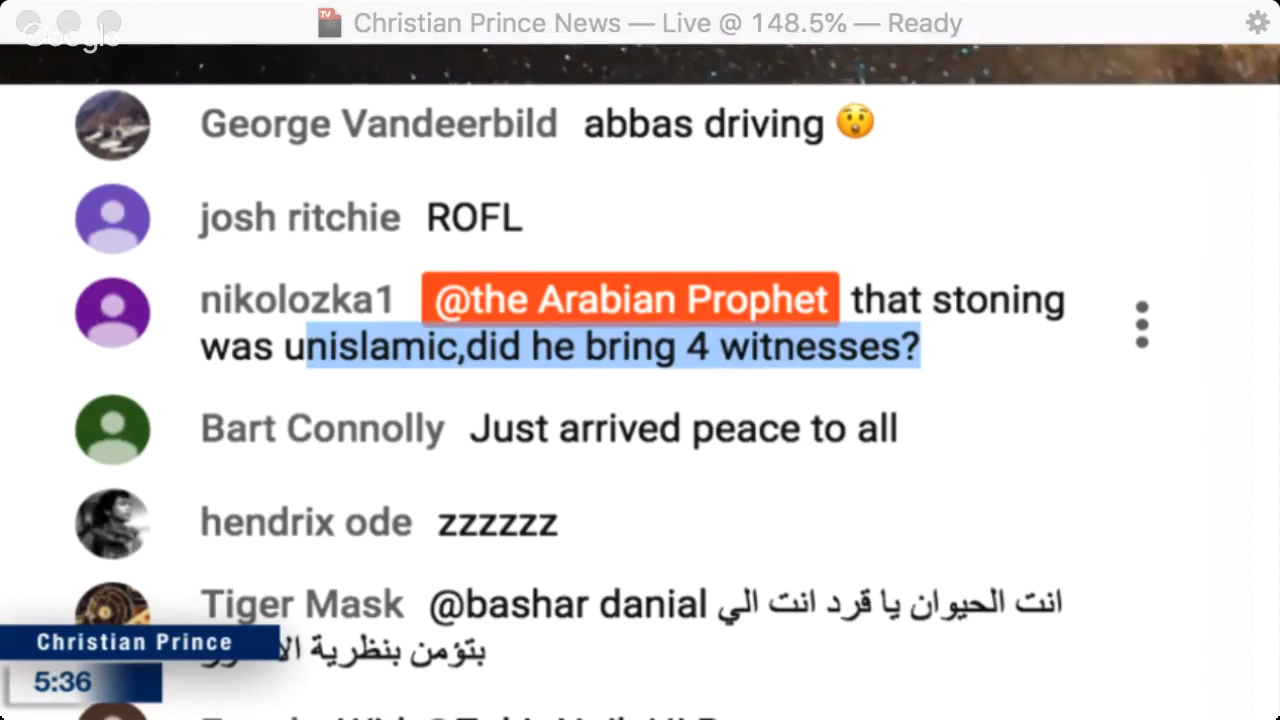 Christian Prince News — Live @ 148.5% — Ready
Google
George Vandeerbild abbas driving 😲
josh ritchie ROFL
nikolozka1 @the Arabian Prophet that stoning
was unislamic,did he bring 4 witnesses?
Bart Connolly Just arrived peace to all
hendrix ode zzzzzz
Tiger Mask @bashar danial انت الحيوان يا قرد انت الي
بتؤمن بنظرية
Christian Prince
5:36